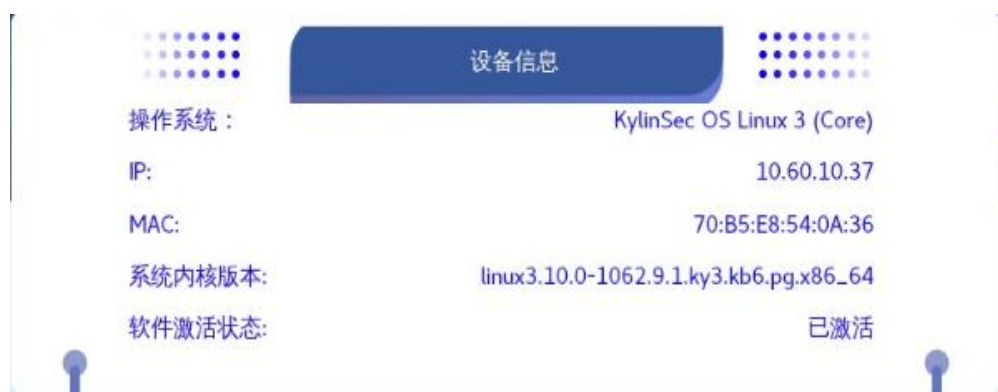 设备信息
操作系统： KylinSec OS Linux 3 (Core)
IP: 10.60.10.37
MAC: 70:B5:E8:54:0A:36
系统内核版本: linux3.10.0-1062.9.1.ky3.kb6.pg.x86_64
软件激活状态: 已激活